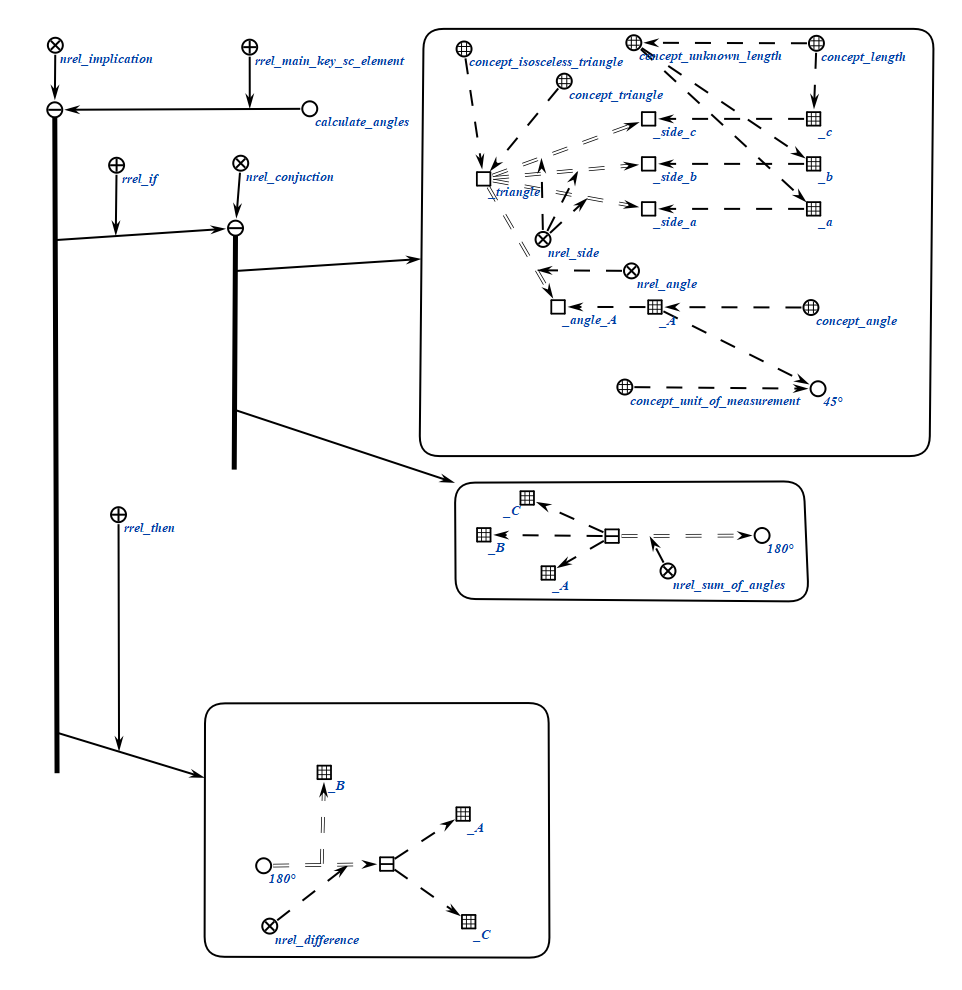 nrel_implication
rrel_main_key_sc_element
calculate_angles
rrel_if
nrel_conjuction
concept_isosceless_triangle
concept_unknown_length
concept_length
concept_triangle
_side_c
_c
_side_b
_b
_triangle
_side_a
_a
nrel_side
nrel_angle
_angle_A
_A
concept_angle
concept_unit_of_measurement
45°
_C
_B
180°
_A
nrel_sum_of_angles
rrel_then
_B
_A
180°
_C
nrel_difference